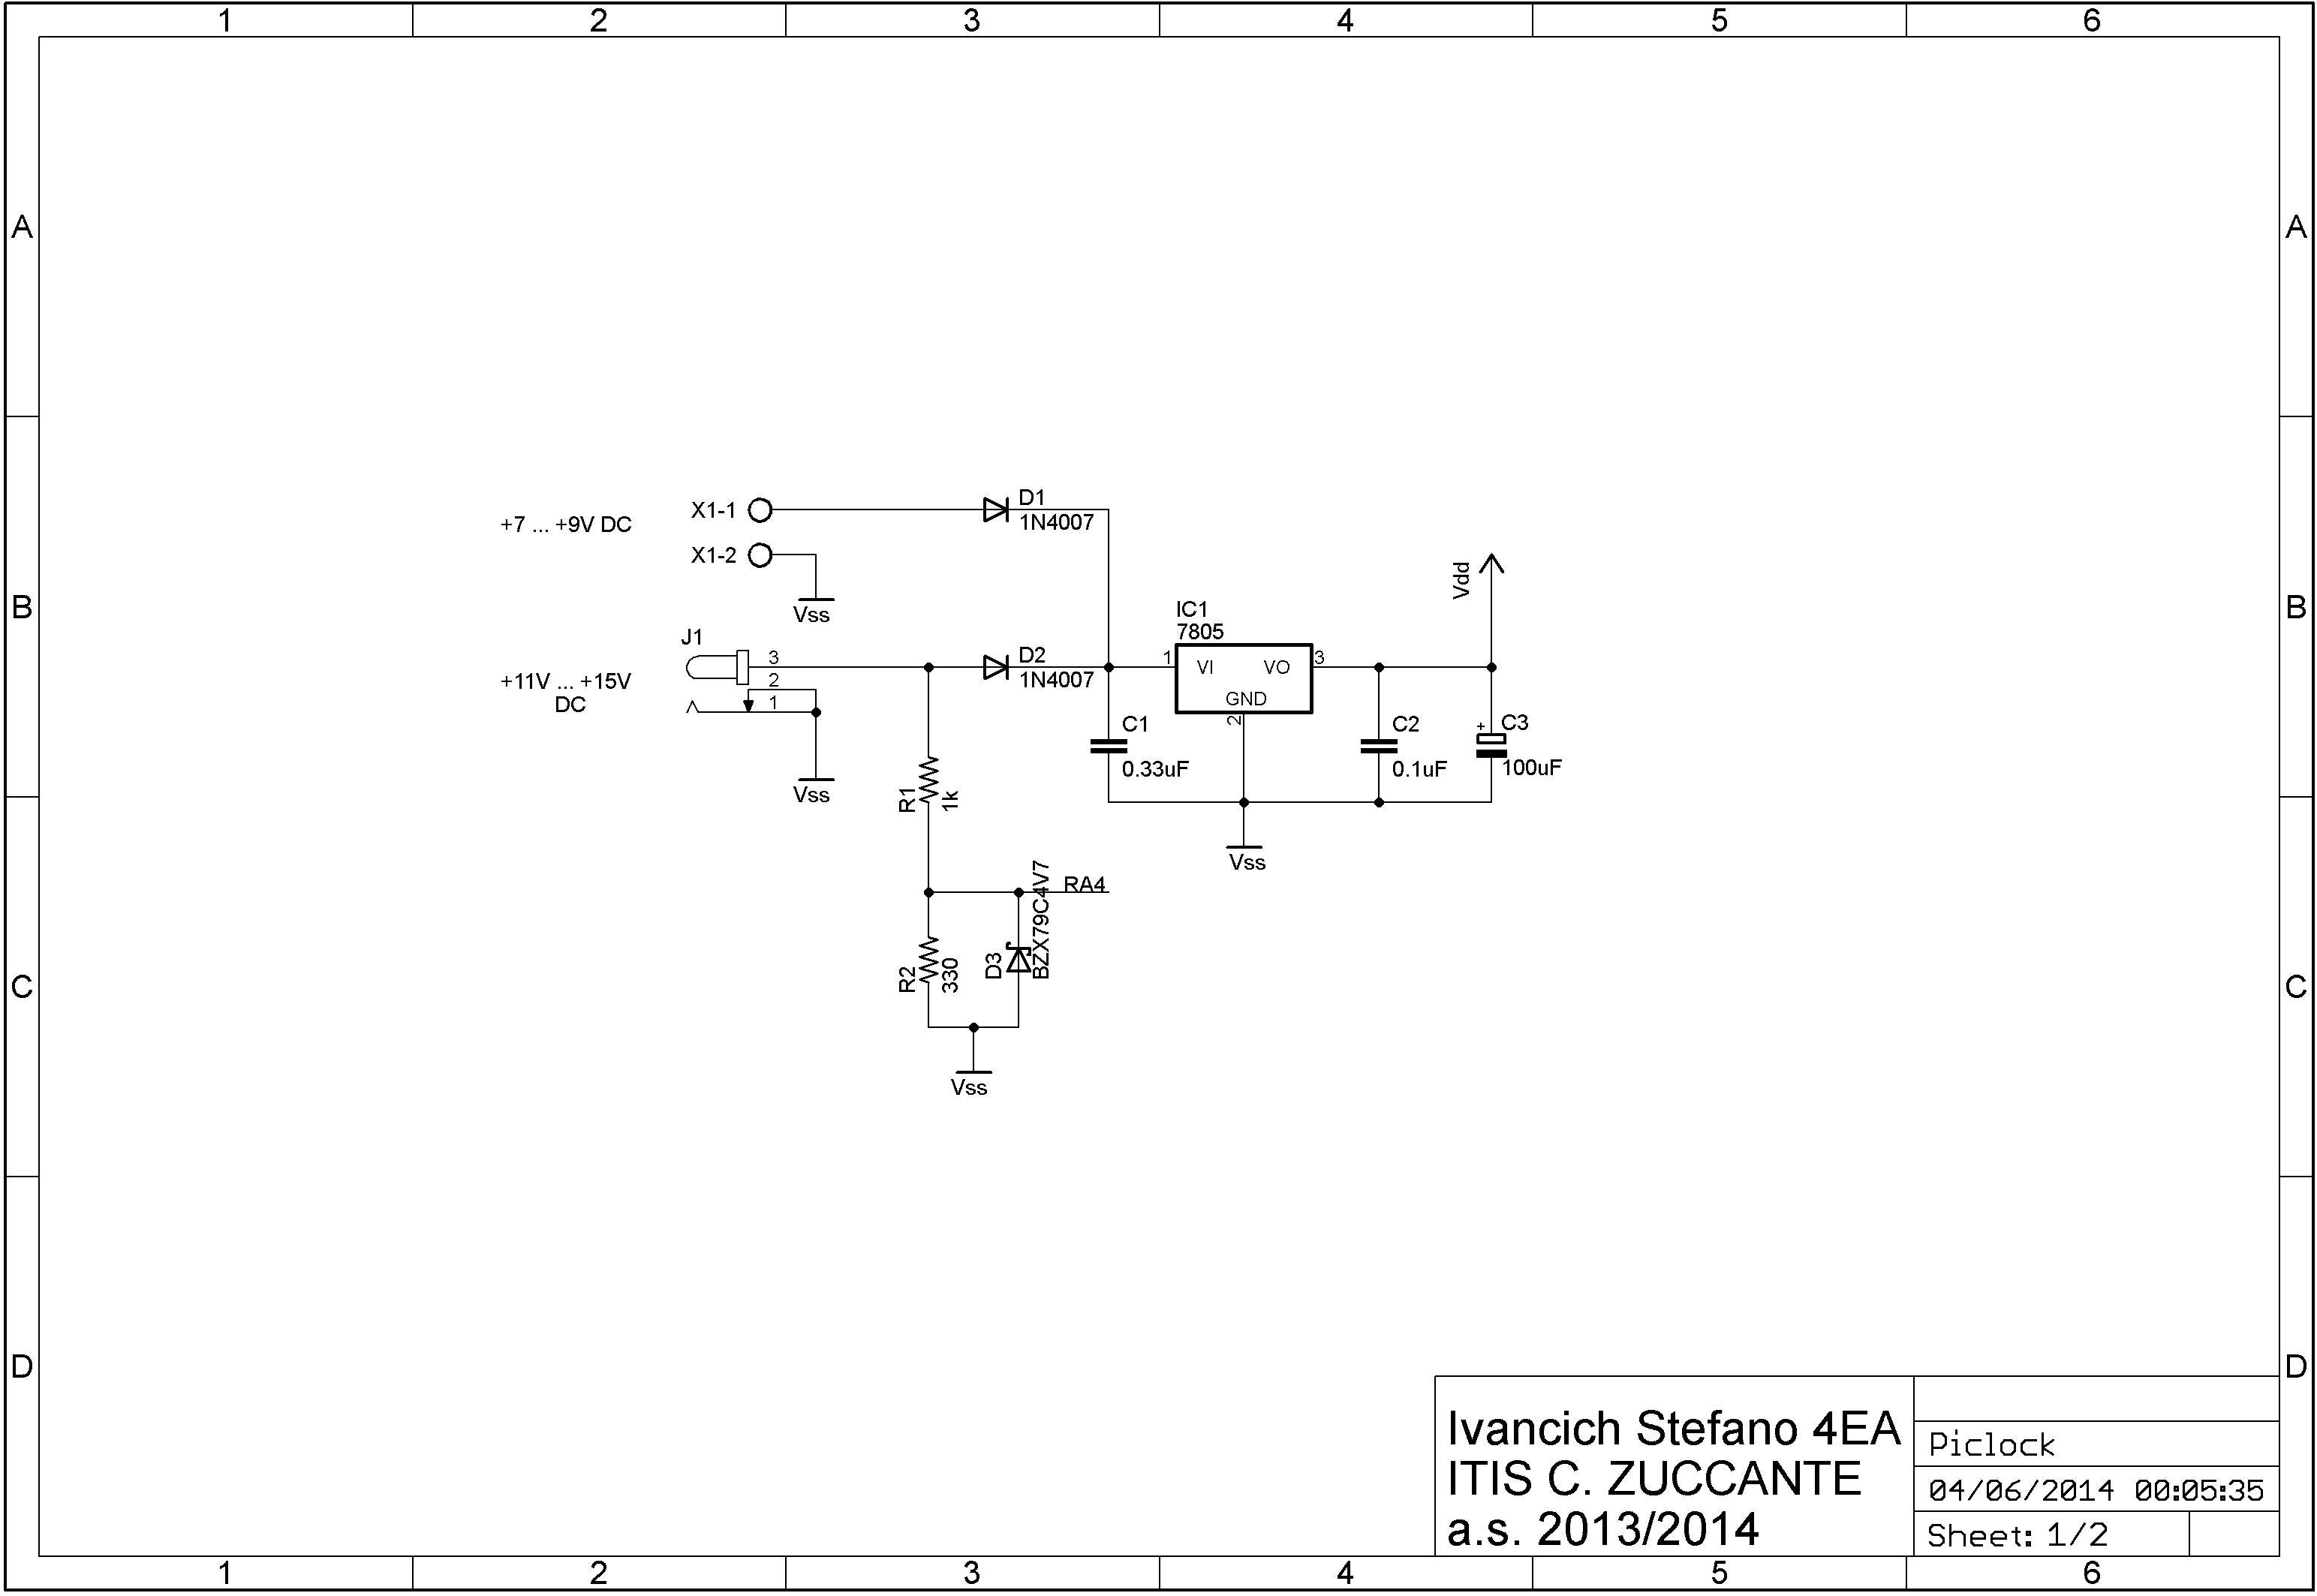 1 2 3 4 5 6
A A
X1-1
D1
1N4007
+7 ... +9V DC
X1-2
Vss
Vdd
B B
IC1
7805
J1
3
2
1
+11V ... +15V
DC
Vss
D2
1N4007
1 VI VO 3
GND
2
C1
0.33uF
C2
0.1uF
+ C3
100uF
Vss
R1
1k
RA4
BZX79C4V7
D3
R2
330
Vss
C C
D D
Ivancich Stefano 4EA
ITIS C. ZUCCANTE
a.s. 2013/2014
Piclock
04/06/2014 00:05:35
Sheet: 1/2
1 2 3 4 5 6